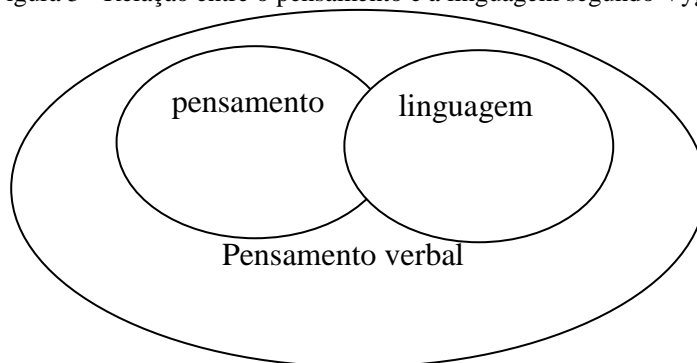 Relação entre o pensamento e a linguagem segundo
pensamento
linguagem
Pensamento verbal